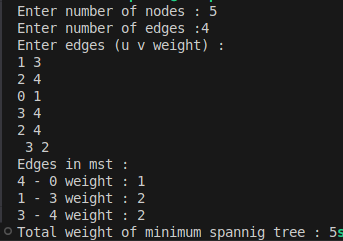 Enter number of nodes : 5
Enter number of edges :4
Enter edges (u v weight) :
1 3
2 4
0 1
3 4
2 4
 3 2
Edges in mst :
4 - 0 weight : 1
1 - 3 weight : 2
3 - 4 weight : 2
Total weight of minimum spannig tree : 5s